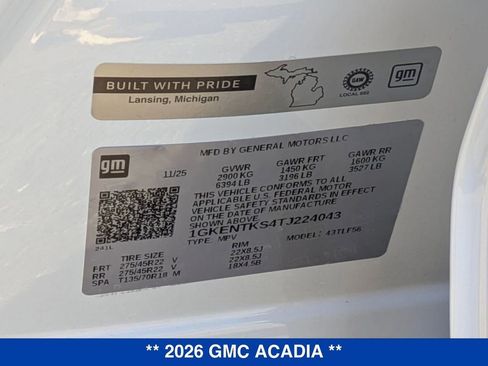 BUILT WITH PRIDE
Lansing, Michigan
LOCAL 602
gm
gm
MFD BY GENERAL MOTORS LLC
11/25
GVWR GAWR FRT GAWR RR
2900 KG 1450 KG 1600 KG
6394 LB 3196 LB 3527 LB
THIS VEHICLE CONFORMS TO ALL
APPLICABLE U.S. FEDERAL MOTOR
VEHICLE SAFETY STANDARDS IN
EFFECT ON THE DATE OF MANUFACTURE
SHOWN ABOVE.
1GKENTKS4TJ224043
TYPE: MPV MODEL: 43TLF56
241L
TIRE SIZE RIM
FRT 275/45R22 V 22X8.5J
RR 275/45R22 V 22X8.5J
SPA T135/70R18 M 18X4.5B
** 2026 GMC ACADIA **